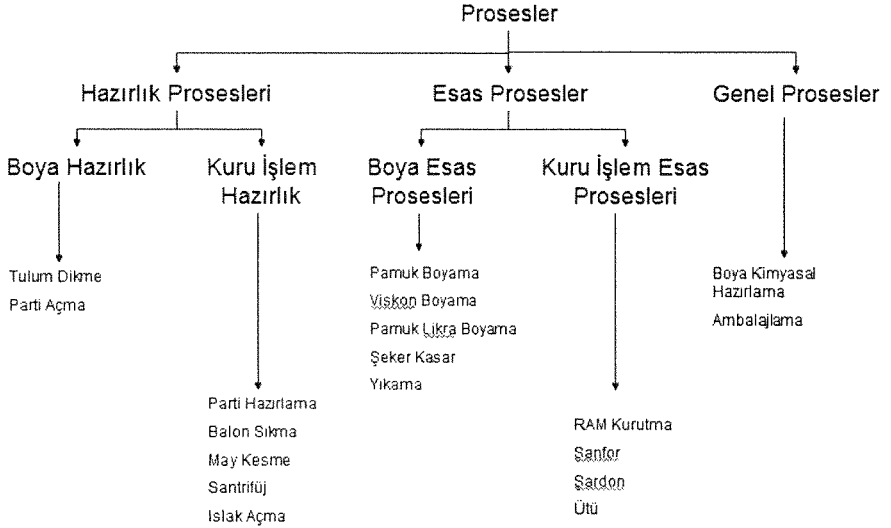 Prosesler
Hazırlık Prosesleri
Esas Prosesler
Genel Prosesler
Boya Hazırlık
Kuru İşlem
Hazırlık
Boya Esas
Prosesleri
Kuru İşlem Esas
Prosesleri
Tulum Dikme
Parti Açma
Parti Hazırlama
Balon Sıkma
May Kesme
Santrifüj
Islak Açma
Pamuk Boyama
Viskon Boyama
Pamuk Likra Boyama
Şeker Kasar
Yıkama
RAM Kurutma
Sanfor
Şardon
Ütü
Boya Kimyasal
Hazırlama
Ambalajlama